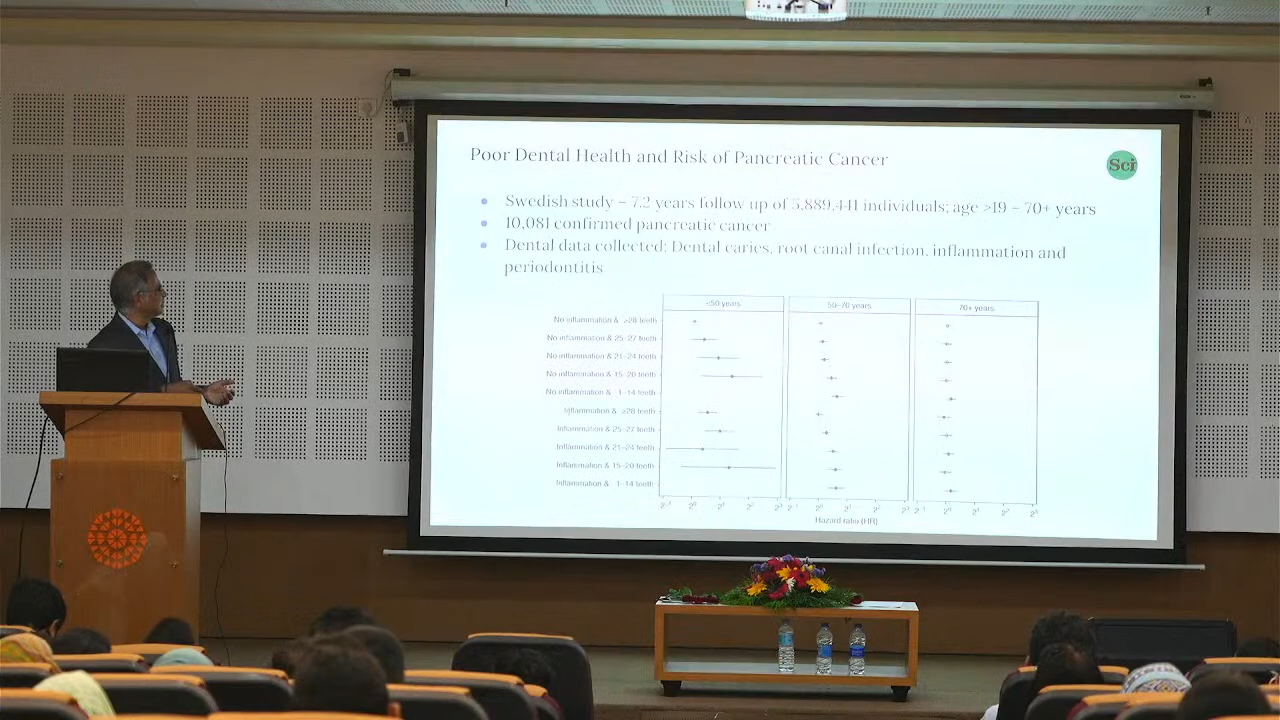 Poor Dental Health and Risk of Pancreatic Cancer
Sci
Swedish study – 7.2 years follow up of 5,889,441 individuals; age >19 – 70+ years
10,081 confirmed pancreatic cancer
Dental data collected: Dental caries, root canal infection, inflammation and
periodontitis
<50 years
50–70 years
70+ years
No inflammation & ≥28 teeth
No inflammation & 25–27 teeth
No inflammation & 21–24 teeth
No inflammation & 15–20 teeth
No inflammation & 1–14 teeth
Inflammation & ≥28 teeth
Inflammation & 25–27 teeth
Inflammation & 21–24 teeth
Inflammation & 15–20 teeth
Inflammation & 1–14 teeth
Hazard ratio (HR)